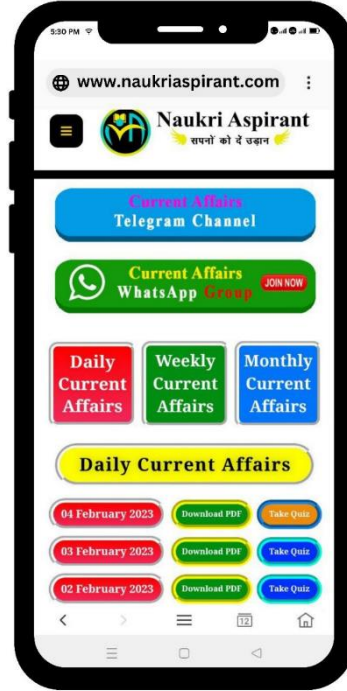 5:30 PM
www.naukriaspirant.com
Naukri Aspirant
सपनों को दें उड़ान
Current Affairs
Telegram Channel
Current Affairs
WhatsApp Group
JOIN NOW
Daily Current Affairs
Weekly Current Affairs
Monthly Current Affairs
Daily Current Affairs
04 February 2023 Download PDF Take Quiz
03 February 2023 Download PDF Take Quiz
02 February 2023 Download PDF Take Quiz
12